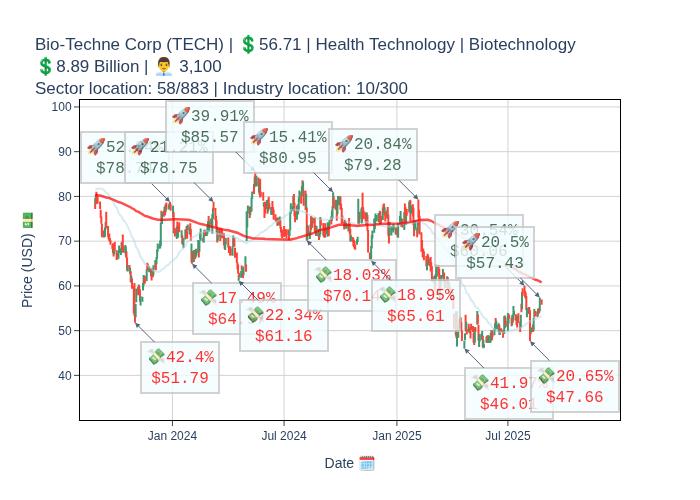 Bio-Techne Corp (TECH) | 💲56.71 | Health Technology | Biotechnology
💲8.89 Billion | 👨‍💼 3,100
Sector location: 58/883 | Industry location: 10/300
100
90
80
70
60
50
40
Price (USD) 💵
🚀39.91%
$85.57
🚀15.41%
$80.95
🚀20.84%
$79.28
$78.75
🚀20.5%
$57.43
💸42.4%
$51.79
💸22.34%
$61.16
💸18.03%
💸18.95%
$65.61
$46.01
💸20.65%
$47.66
Jan 2024
Jul 2024
Jan 2025
Jul 2025
Date 🗓️